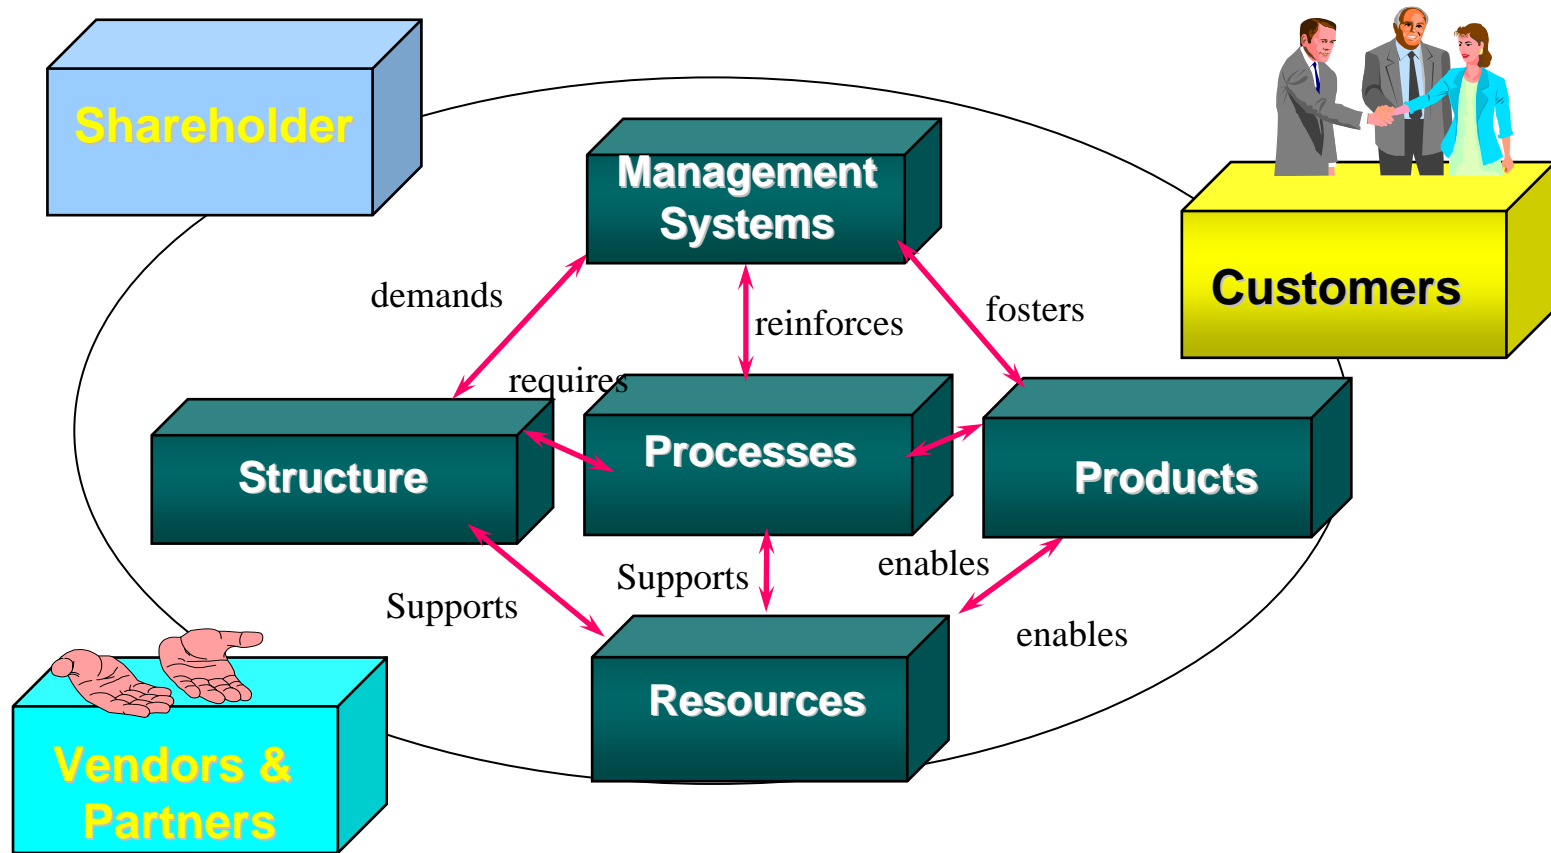 Shareholder
Management
Systems
Customers
demands
reinforces
fosters
requires
Structure
Processes
Products
Supports
Supports
enables
enables
Resources
Vendors &
Partners